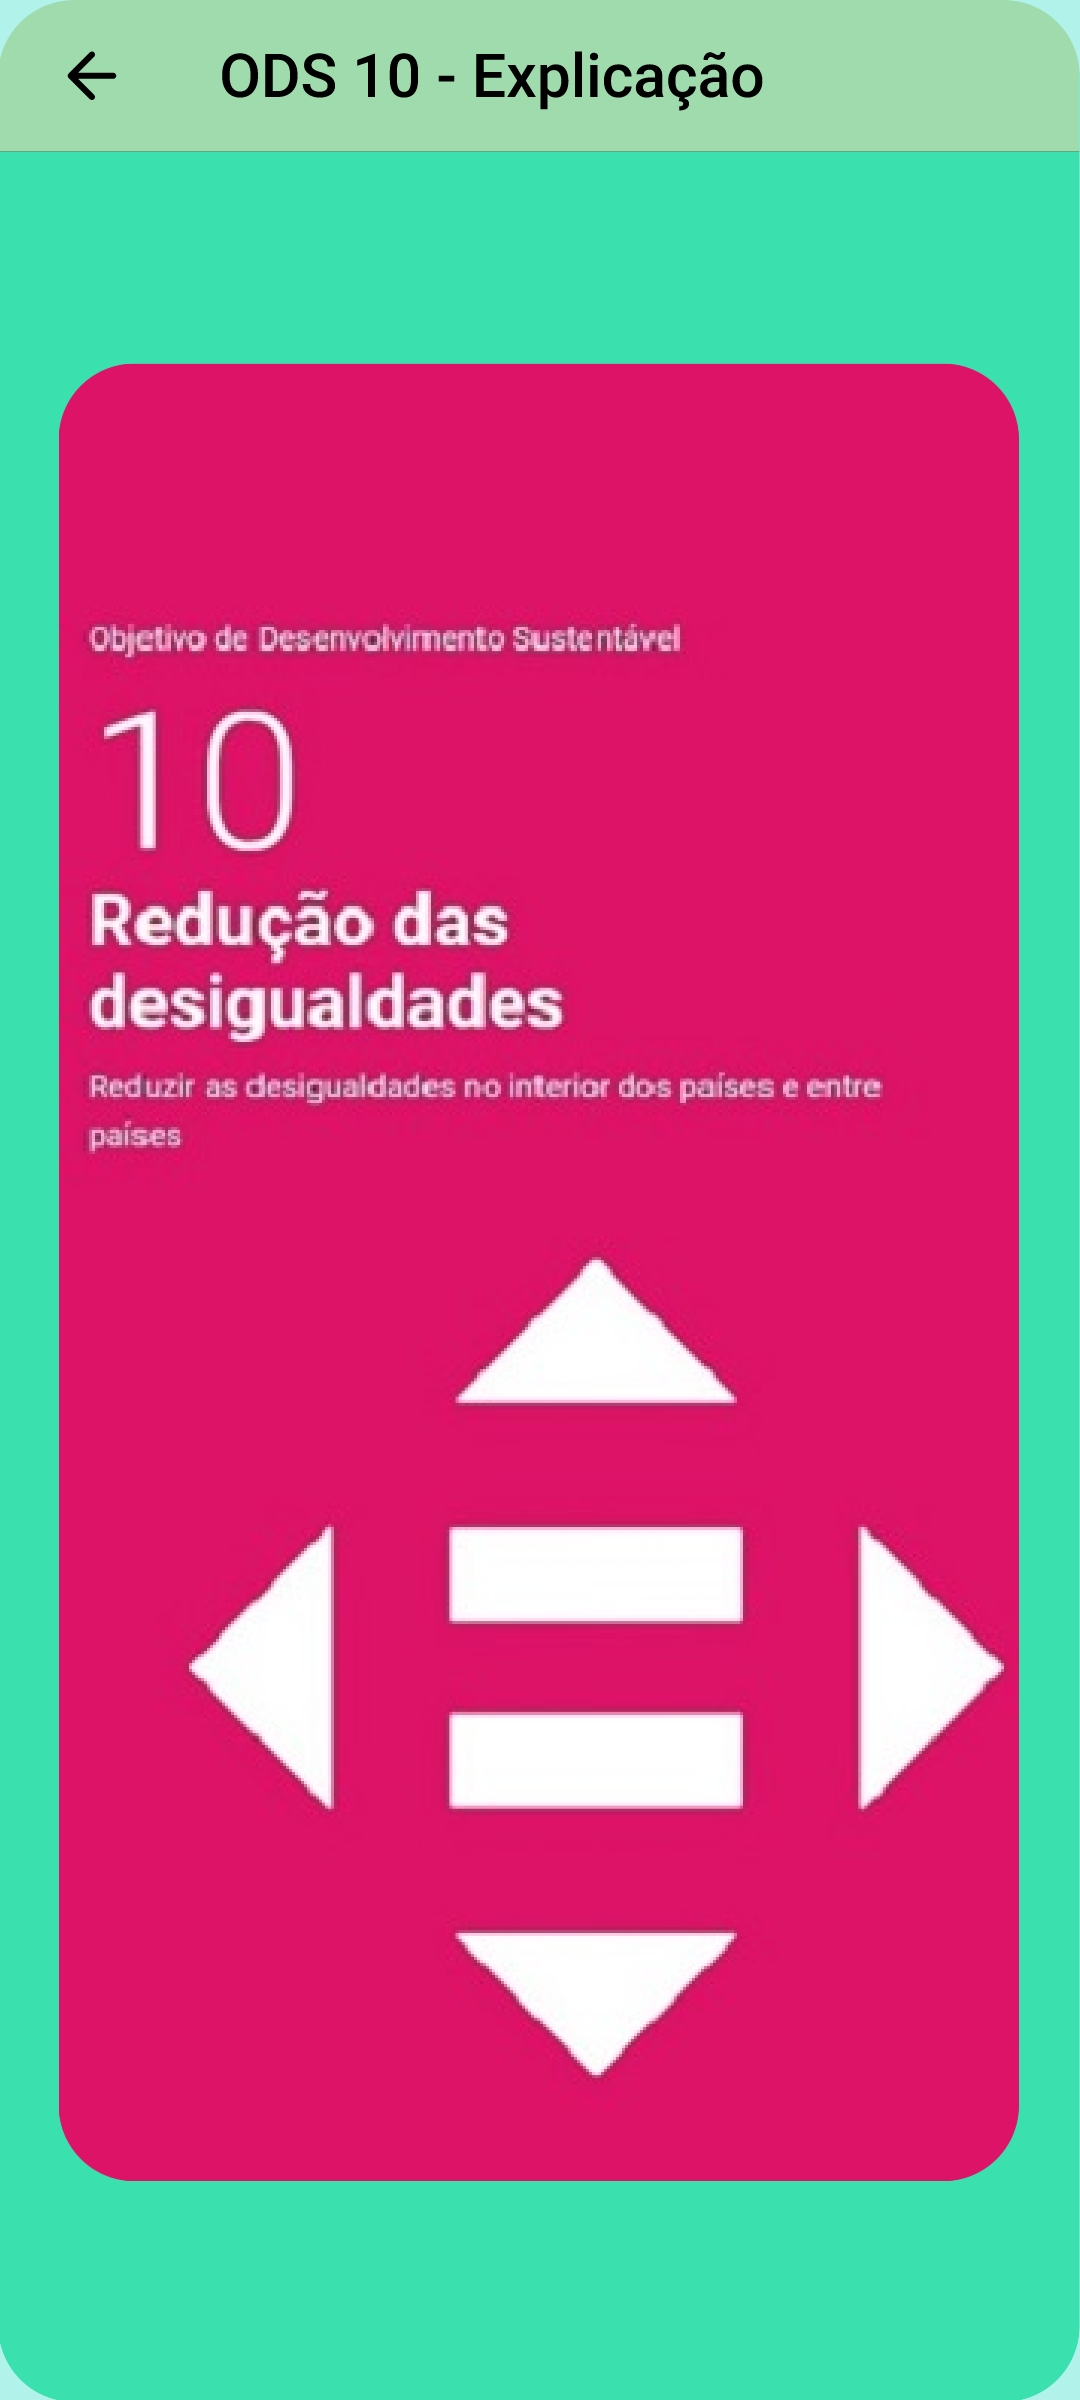 ODS 10 - Explicação
Objetivo de Desenvolvimento Sustentável
10
Redução das
desigualdades
Reduzir as desigualdades no interior dos países e entre
países